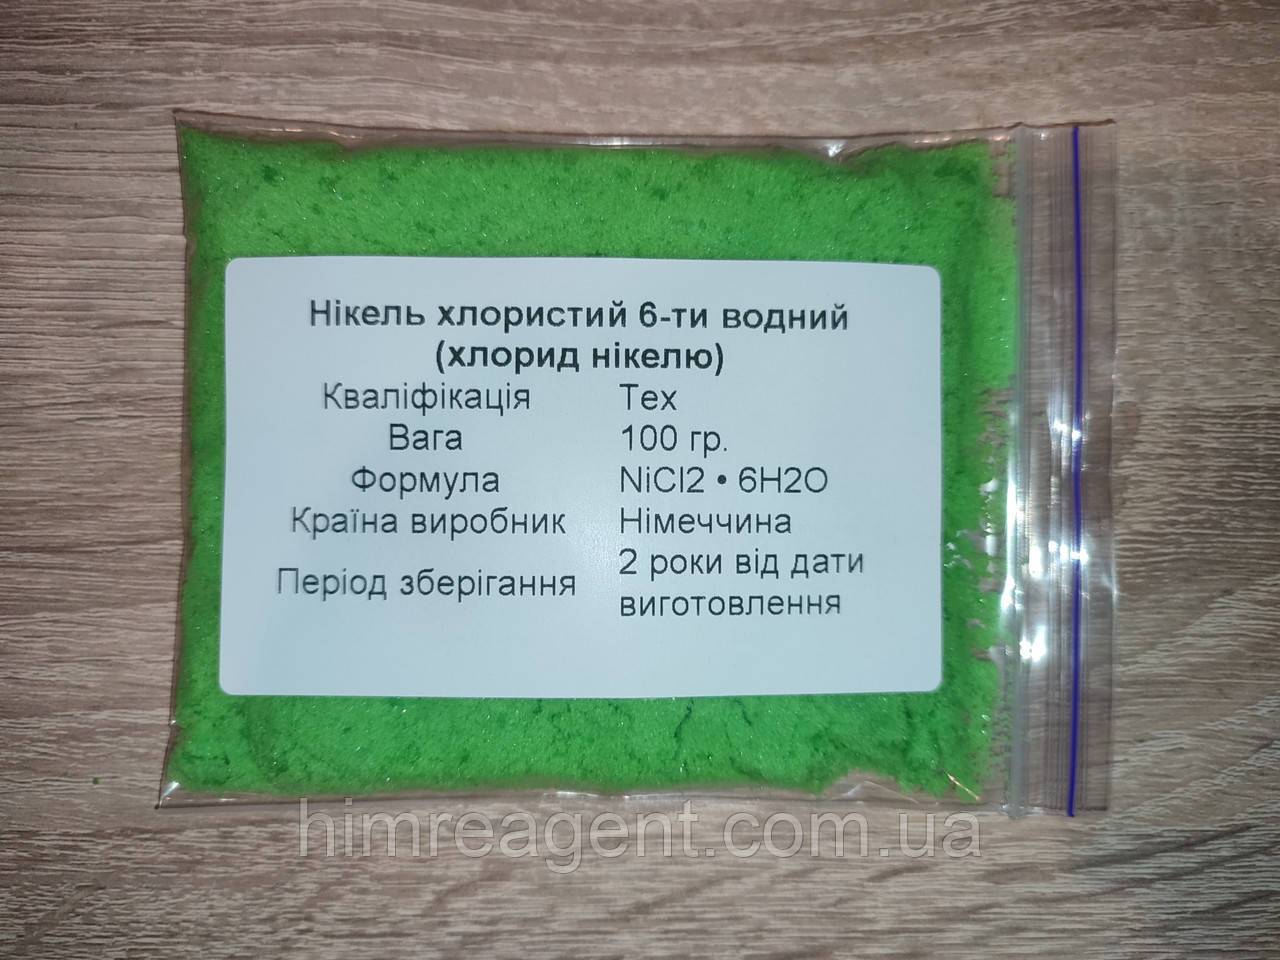 Нікель хлористий 6-ти водний
(хлорид нікелю)
Кваліфікація Тех
Вага 100 гр.
Формула NiCl2 • 6H2O
Країна виробник Німеччина
Період зберігання 2 роки від дати
виготовлення
himreagent.com.ua